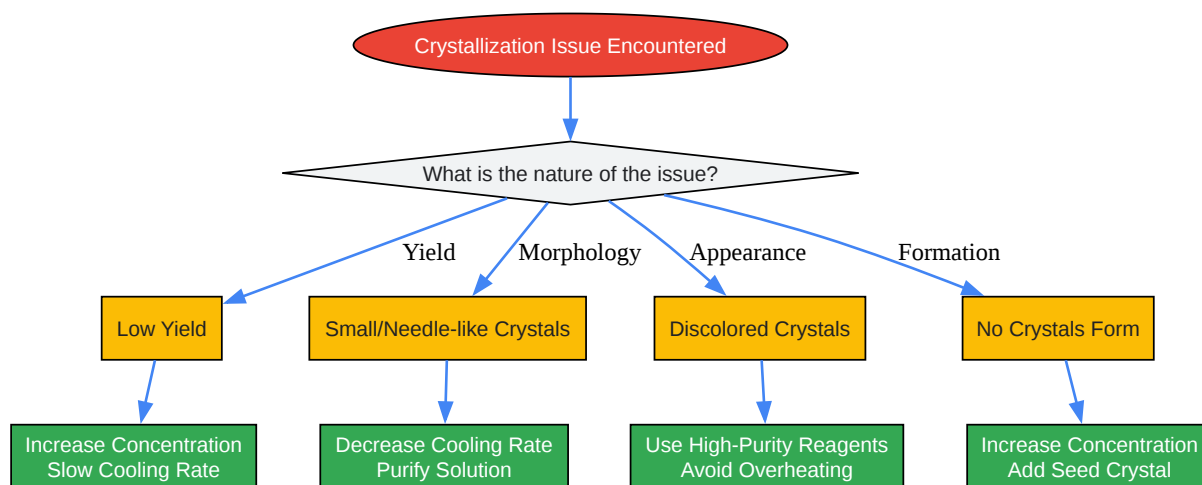 Crystallization Issue Encountered
What is the nature of the issue?
Yield
Morphology
Appearance
Formation
Low Yield
Small/Needle-like Crystals
Discolored Crystals
No Crystals Form
Increase Concentration
Slow Cooling Rate
Decrease Cooling Rate
Purify Solution
Use High-Purity Reagents
Avoid Overheating
Increase Concentration
Add Seed Crystal